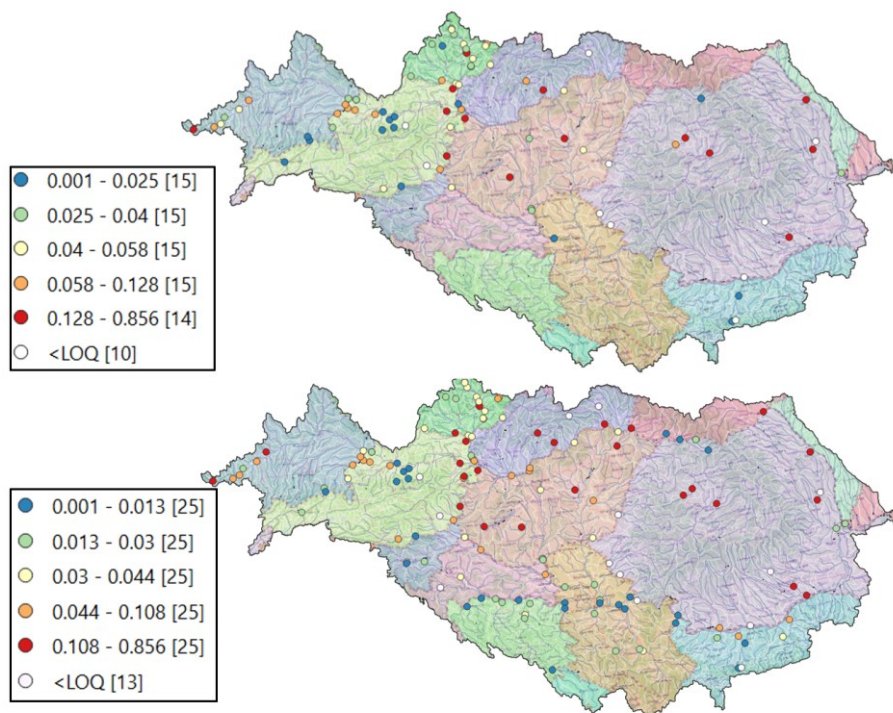 0.001 - 0.025 [15]
0.025 - 0.04 [15]
0.04 - 0.058 [15]
0.058 - 0.128 [15]
0.128 - 0.856 [14]
<LOQ [10]
0.001 - 0.013 [25]
0.013 - 0.03 [25]
0.03 - 0.044 [25]
0.044 - 0.108 [25]
0.108 - 0.856 [25]
<LOQ [13]